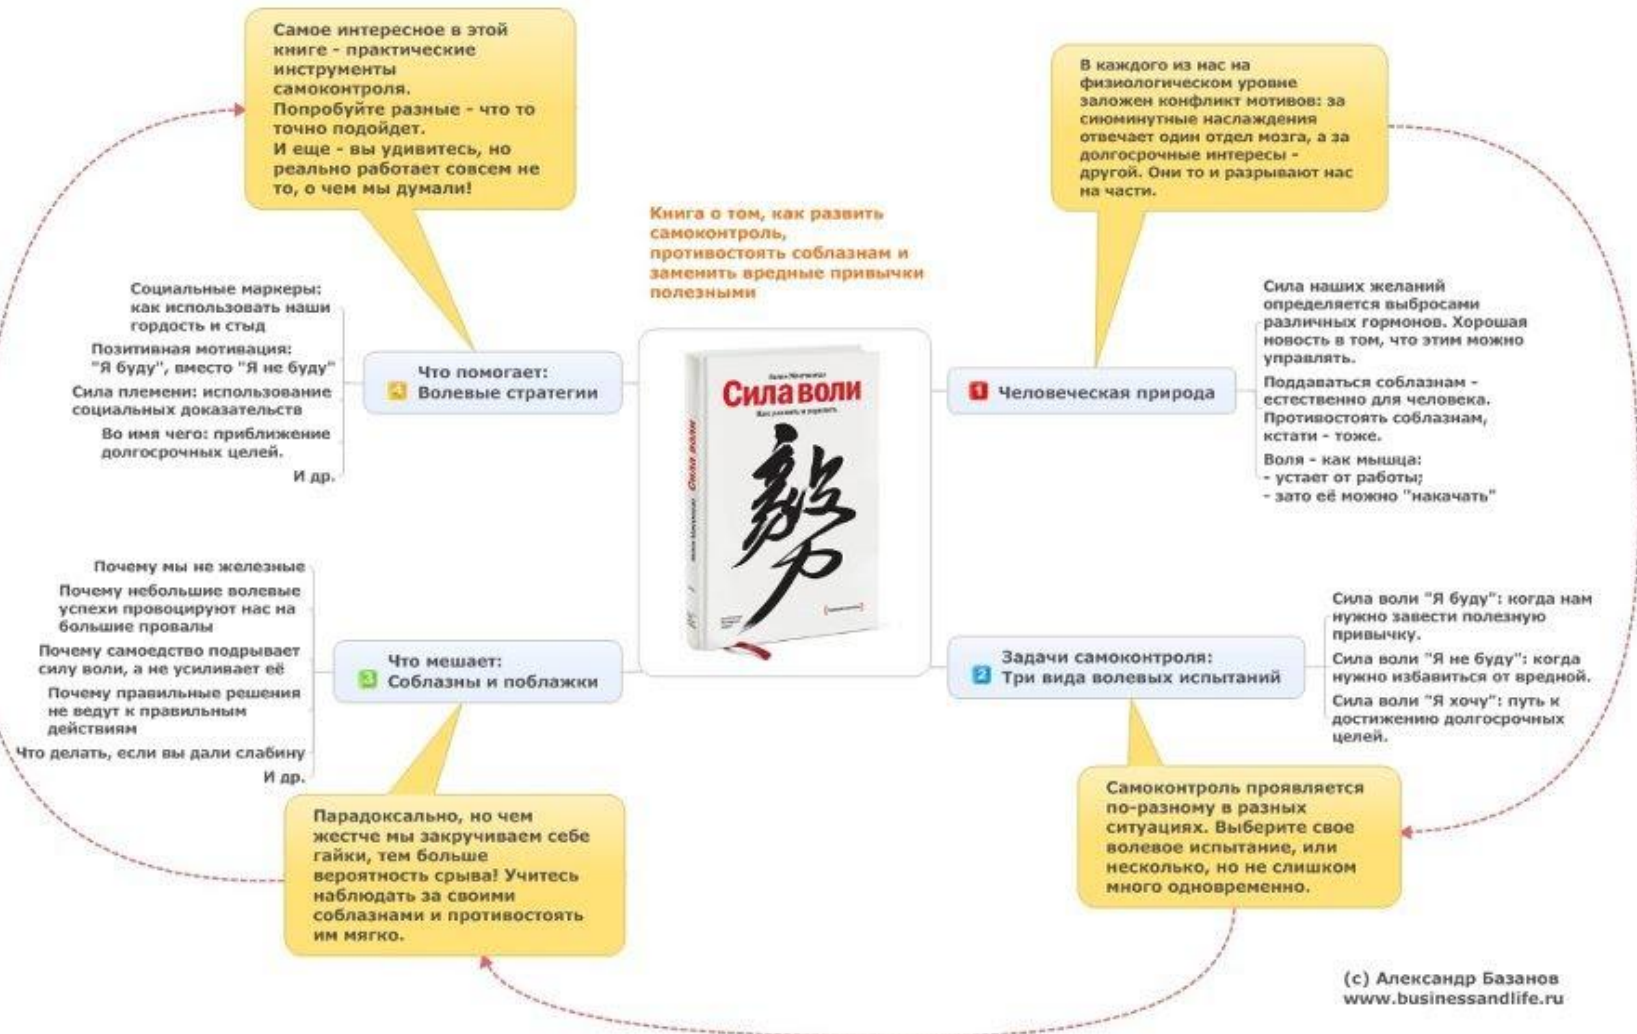 Самое интересное в этой
книге - практические
инструменты
самоконтроля.
Попробуйте разные - что то
точно подойдет.
И еще - вы удивитесь, но
реально работает совсем не
то, о чем мы думали!
В каждого из нас на
физиологическом уровне
заложен конфликт мотивов: за
сиюминутные наслаждения
отвечает один отдел мозга, а за
долгосрочные интересы -
другой. Они то и разрывают нас
на части.
Книга о том, как развить
самоконтроль,
противостоять соблазнам и
заменить вредные привычки
полезными
Сила воли
Сила воли
毅力
1 Человеческая природа
Сила наших желаний
определяется выбросами
различных гормонов. Хорошая
новость в том, что этим можно
управлять.
Поддаваться соблазнам -
естественно для человека.
Противостоять соблазнам,
кстати - тоже.
Воля - как мышца:
- устает от работы;
- зато её можно "накачать"
2 Задачи самоконтроля:
Три вида волевых испытаний
Сила воли "Я буду": когда нам
нужно завести полезную
привычку.
Сила воли "Я не буду": когда
нужно избавиться от вредной.
Сила воли "Я хочу": путь к
достижению долгосрочных
целей.
Самоконтроль проявляется
по-разному в разных
ситуациях. Выберите свое
волевое испытание, или
несколько, но не слишком
много одновременно.
3 Что мешает:
Соблазны и поблажки
Почему мы не железные
Почему небольшие волевые
успехи провоцируют нас на
большие провалы
Почему самоедство подрывает
силу воли, а не усиливает её
Почему правильные решения
не ведут к правильным
действиям
Что делать, если вы дали слабину
И др.
Парадоксально, но чем
жестче мы закручиваем себе
гайки, тем больше
вероятность срыва! Учитесь
наблюдать за своими
соблазнами и противостоять
им мягко.
4 Что помогает:
Волевые стратегии
Социальные маркеры:
как использовать наши
гордость и стыд
Позитивная мотивация:
"Я буду", вместо "Я не буду"
Сила племени: использование
социальных доказательств
Во имя чего: приближение
долгосрочных целей.
И др.
(с) Александр Базанов
www.businessandlife.ru